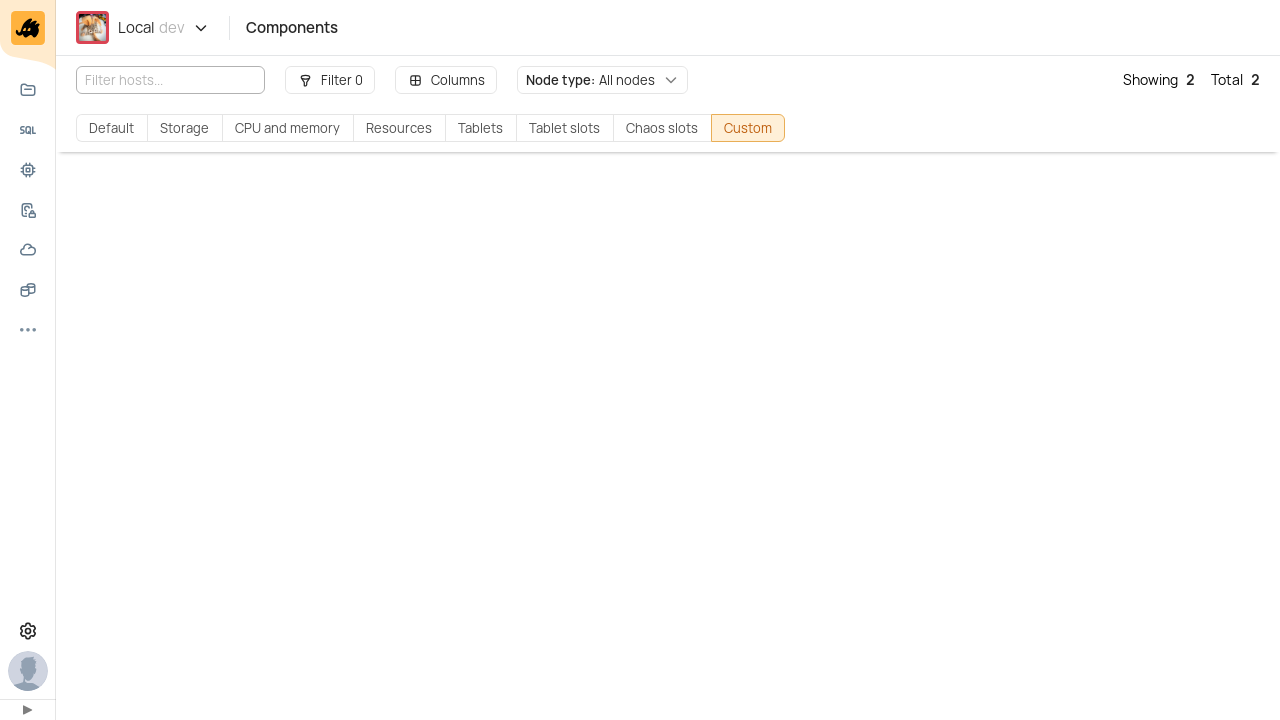 Local dev
Components
Filter hosts...
Filter 0
Columns
Node type: All nodes
Showing 2
Total 2
Default
Storage
CPU and memory
Resources
Tablets
Tablet slots
Chaos slots
Custom
SQL